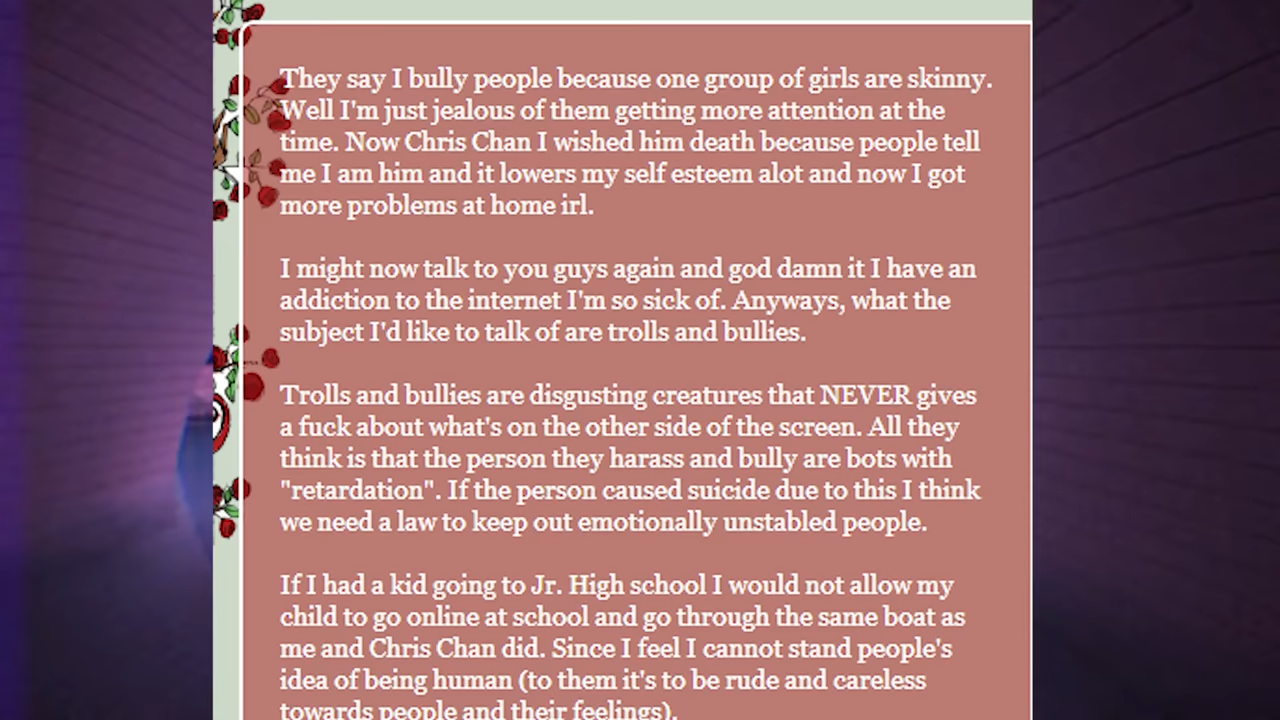 They say I bully people because one group of girls are skinny.
Well I'm just jealous of them getting more attention at the
time. Now Chris Chan I wished him death because people tell
me I am him and it lowers my self esteem alot and now I got
more problems at home irl.
I might now talk to you guys again and god damn it I have an
addiction to the internet I'm so sick of. Anyways, what the
subject I'd like to talk of are trolls and bullies.
Trolls and bullies are disgusting creatures that NEVER gives
a fuck about what's on the other side of the screen. All they
think is that the person they harass and bully are bots with
"retardation". If the person caused suicide due to this I think
we need a law to keep out emotionally unstabled people.
If I had a kid going to Jr. High school I would not allow my
child to go online at school and go through the same boat as
me and Chris Chan did. Since I feel I cannot stand people's
idea of being human (to them it's to be rude and careless
towards people and their feelings).